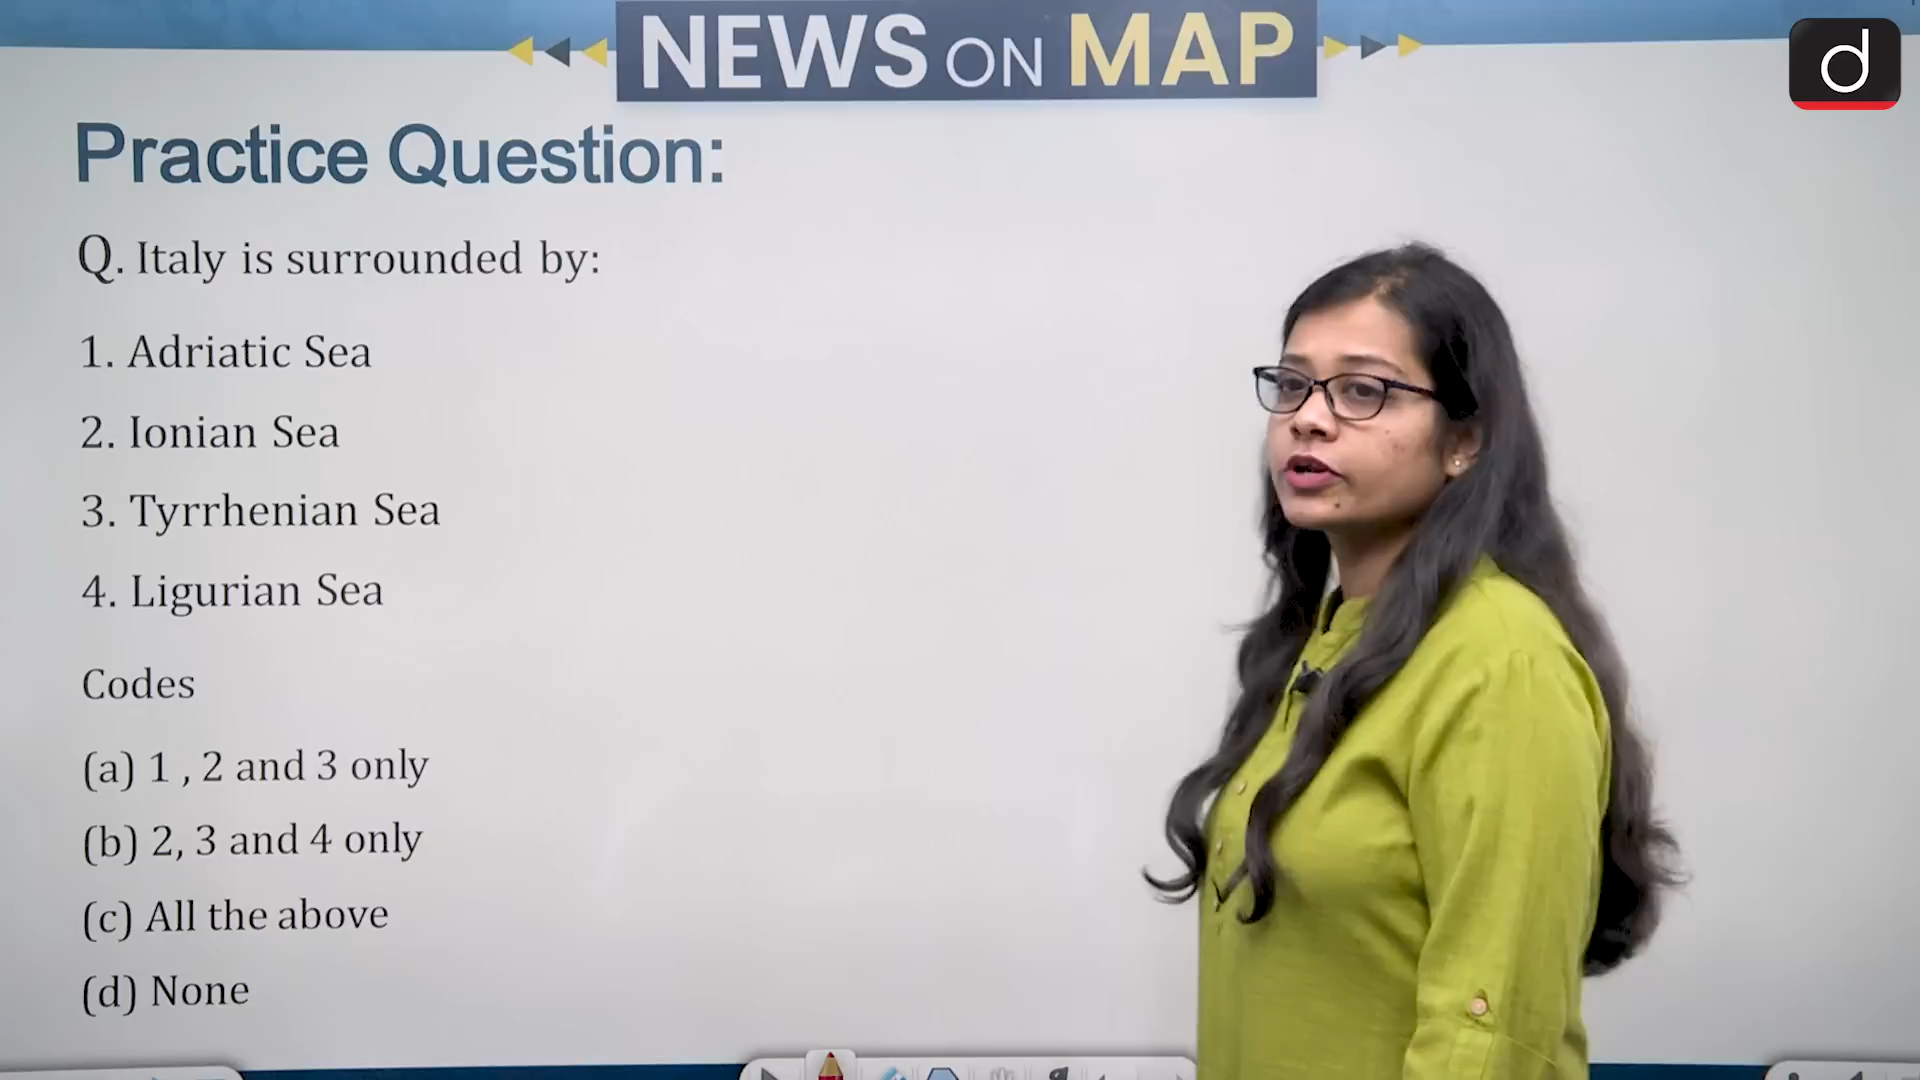 NEWS ON MAP
d
Practice Question:
Q. Italy is surrounded by:
1. Adriatic Sea
2. Ionian Sea
3. Tyrrhenian Sea
4. Ligurian Sea
Codes
(a) 1 , 2 and 3 only
(b) 2, 3 and 4 only
(c) All the above
(d) None